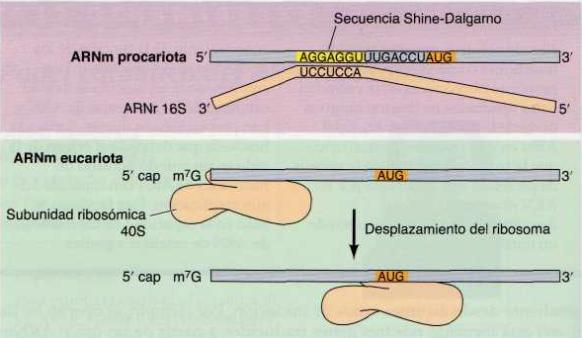 Secuencia Shine-Dalgarno
ARNm procariota 5′ AGGAGGUUUGACCUAUG 3′
UCCUCCA
ARNr 16S 3′ 5′
ARNm eucariota
5′ cap m⁷G AUG 3′
Subunidad ribosómica
40S
Desplazamiento del ribosoma
5′ cap m⁷G AUG 3′